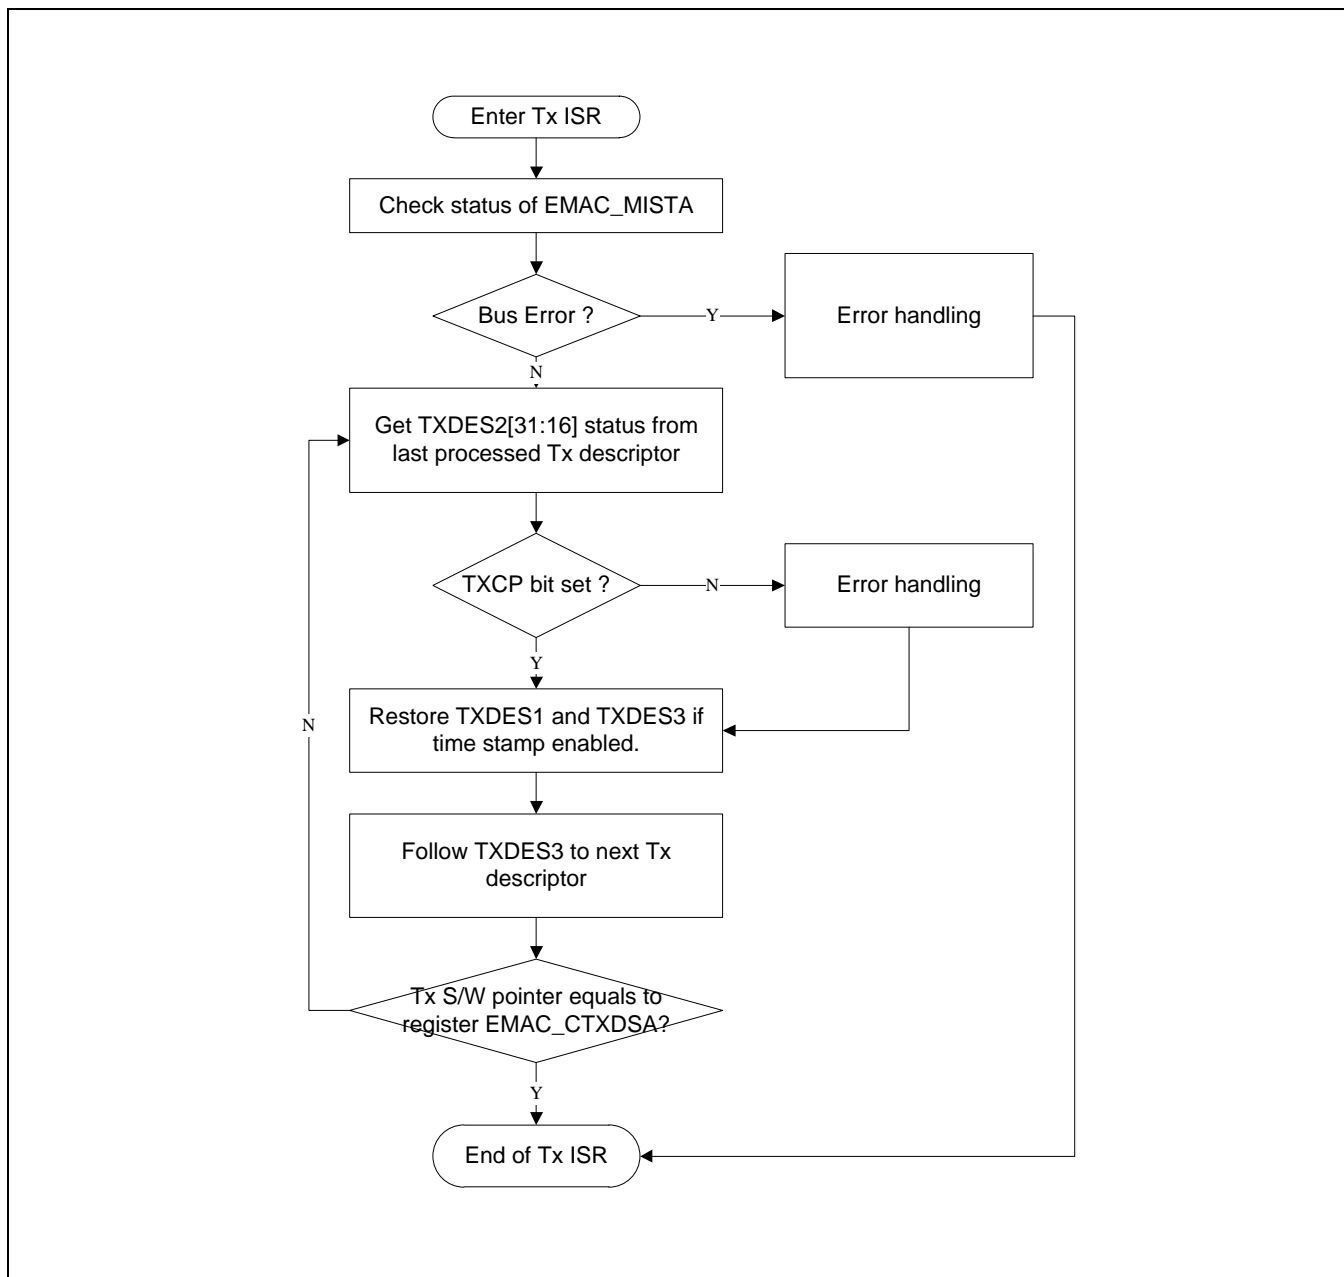 Enter Tx ISR
Check status of EMAC_MISTA
Bus Error ?
Y
Error handling
N
Get TXDES2[31:16] status from
last processed Tx descriptor
TXCP bit set ?
N
Error handling
Y
Restore TXDES1 and TXDES3 if
time stamp enabled.
N
Follow TXDES3 to next Tx
descriptor
Tx S/W pointer equals to
register EMAC_CTXDSA?
Y
End of Tx ISR